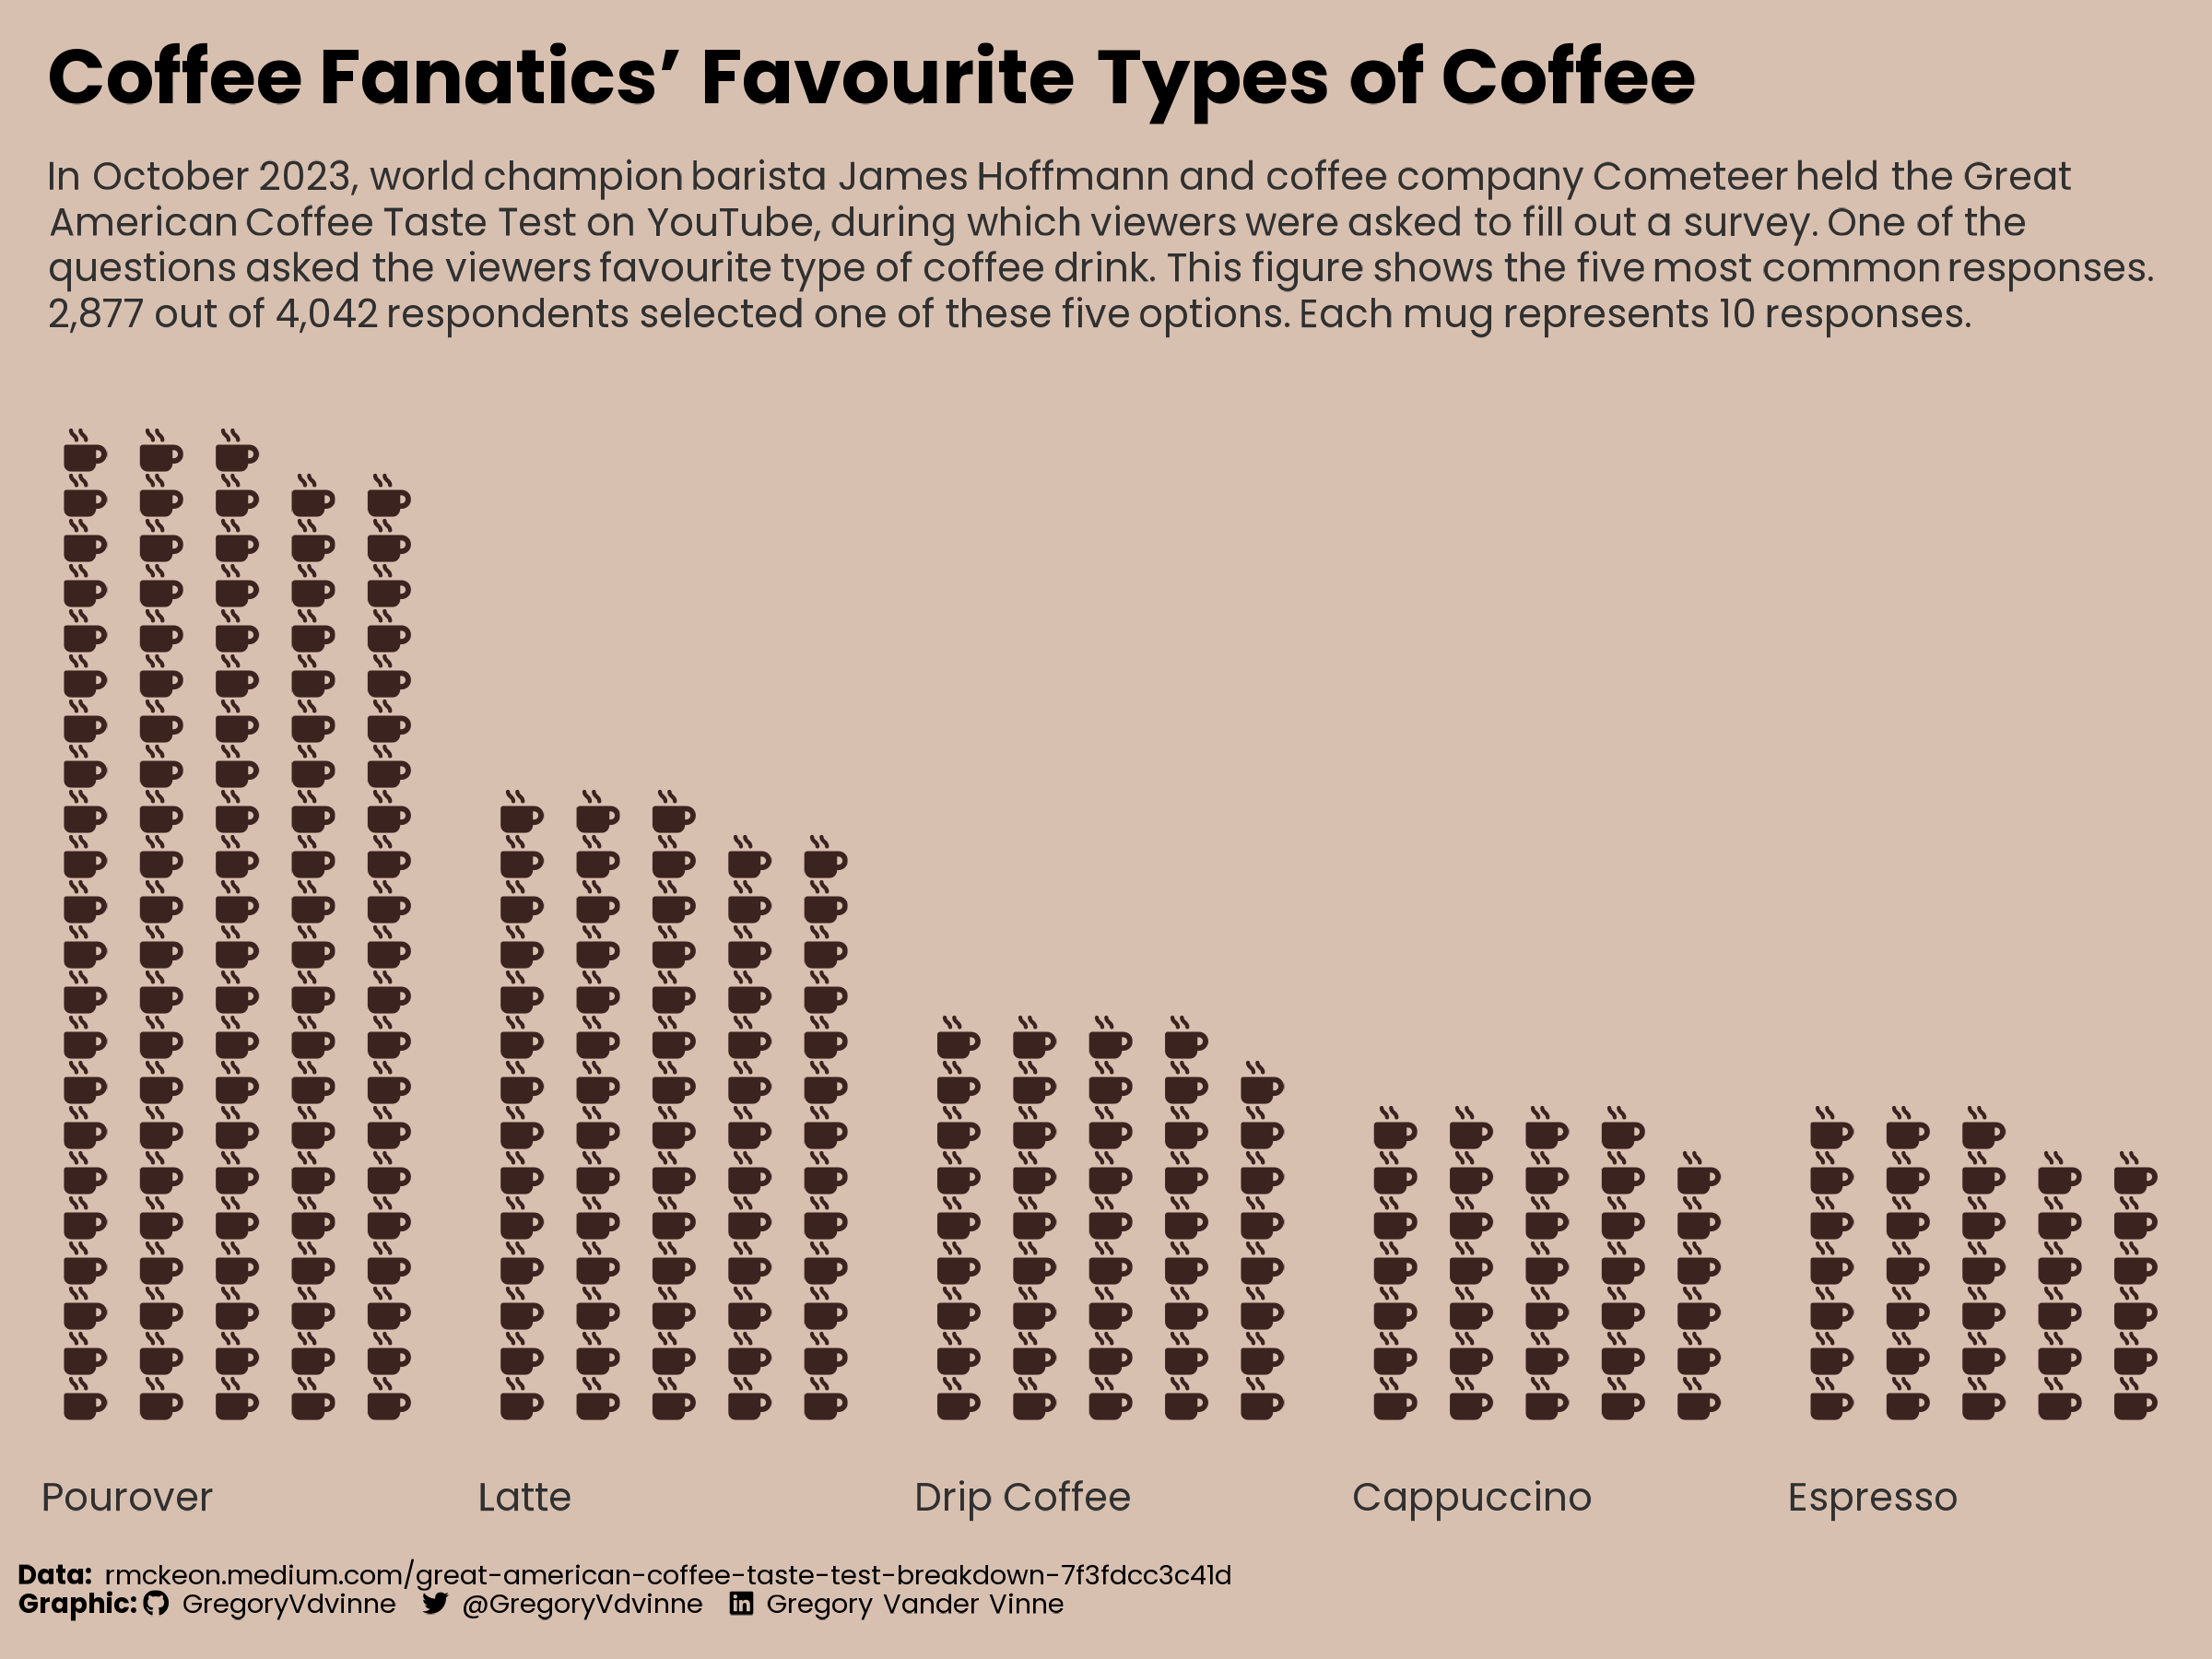 Coffee Fanatics’ Favourite Types of Coffee
In October 2023, world champion barista James Hoffmann and coffee company Cometeer held the Great
American Coffee Taste Test on YouTube, during which viewers were asked to fill out a survey. One of the
questions asked the viewers favourite type of coffee drink. This figure shows the five most common responses.
2,877 out of 4,042 respondents selected one of these five options. Each mug represents 10 responses.
Pourover
Latte
Drip Coffee
Cappuccino
Espresso
Data: rmckeon.medium.com/great-american-coffee-taste-test-breakdown-7f3fdcc3c41d
Graphic: GregoryVdvinne @GregoryVdvinne Gregory Vander Vinne